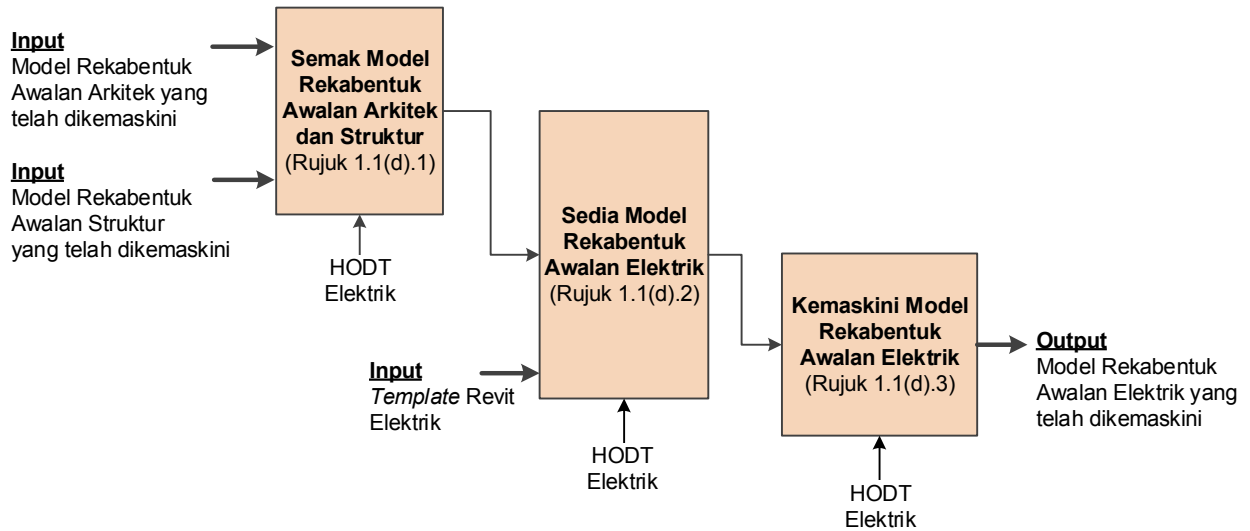 Input
Model Rekabentuk
Awalan Arkitek yang
telah dikemaskini
Input
Model Rekabentuk
Awalan Struktur
yang telah dikemaskini
Semak Model
Rekabentuk
Awalan Arkitek
dan Struktur
(Rujuk 1.1(d).1)
HODT
Elektrik
Sedia Model
Rekabentuk
Awalan Elektrik
(Rujuk 1.1(d).2)
Input
Template Revit
Elektrik
HODT
Elektrik
Kemaskini Model
Rekabentuk
Awalan Elektrik
(Rujuk 1.1(d).3)
HODT
Elektrik
Output
Model Rekabentuk
Awalan Elektrik yang
telah dikemaskini